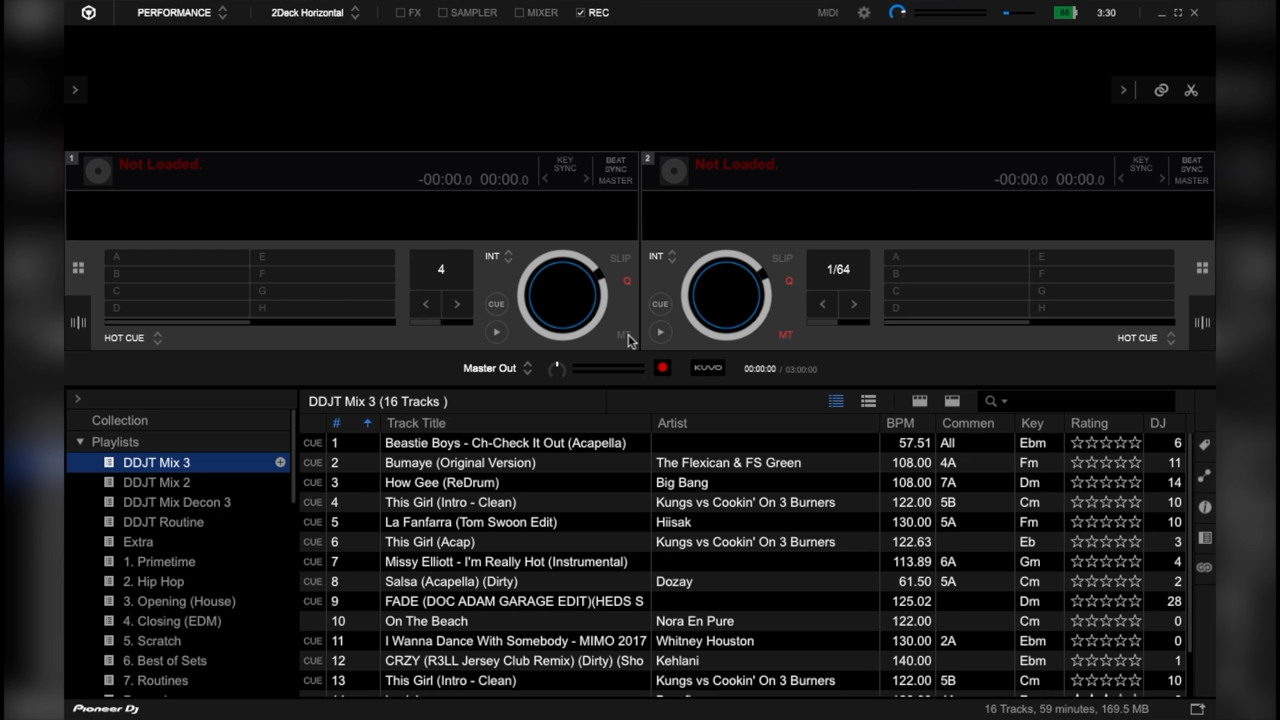 PERFORMANCE 2Deck Horizontal FX SAMPLER MIXER REC MIDI 88 3:30
1 Not Loaded. -00:00.0 00:00.0 KEY SYNC BEAT SYNC MASTER 2 Not Loaded. -00:00.0 00:00.0 KEY SYNC BEAT SYNC MASTER
A E 4 INT SLIP INT SLIP 1/64 A E
B F Q Q B F
C G CUE CUE C G
D H MT MT D H
HOT CUE HOT CUE
Master Out KUVO 00:00:00 / 03:00:00
DDJT Mix 3 (16 Tracks )
Collection # Track Title Artist BPM Commen Key Rating DJ
Playlists CUE 1 Beastie Boys - Ch-Check It Out (Acapella) 57.51 All Ebm 6
DDJT Mix 3 CUE 2 Bumaye (Original Version) The Flexican & FS Green 108.00 4A Fm 11
DDJT Mix 2 CUE 3 How Gee (ReDrum) Big Bang 108.00 7A Dm 14
DDJT Mix Decon 3 CUE 4 This Girl (Intro - Clean) Kungs vs Cookin' On 3 Burners 122.00 5B Cm 10
DDJT Routine CUE 5 La Fanfarra (Tom Swoon Edit) Hiisak 130.00 5A Fm 10
Extra CUE 6 This Girl (Acap) Kungs vs Cookin' On 3 Burners 122.63 Eb 3
1. Primetime CUE 7 Missy Elliott - I'm Really Hot (Instrumental) 113.89 6A Gm 4
2. Hip Hop CUE 8 Salsa (Acapella) (Dirty) Dozay 61.50 5A Cm 2
3. Opening (House) CUE 9 FADE (DOC ADAM GARAGE EDIT)(HEDS S 125.02 Dm 28
4. Closing (EDM) 10 On The Beach Nora En Pure 122.00 Cm 0
5. Scratch CUE 11 I Wanna Dance With Somebody - MIMO 2017 Whitney Houston 130.00 2A Ebm 0
6. Best of Sets CUE 12 CRZY (R3LL Jersey Club Remix) (Dirty) (Sho Kehlani 140.00 Ebm 1
7. Routines CUE 13 This Girl (Intro - Clean) Kungs vs Cookin' On 3 Burners 122.00 5B Cm 10
Pioneer Dj 16 Tracks, 59 minutes, 169.5 MB